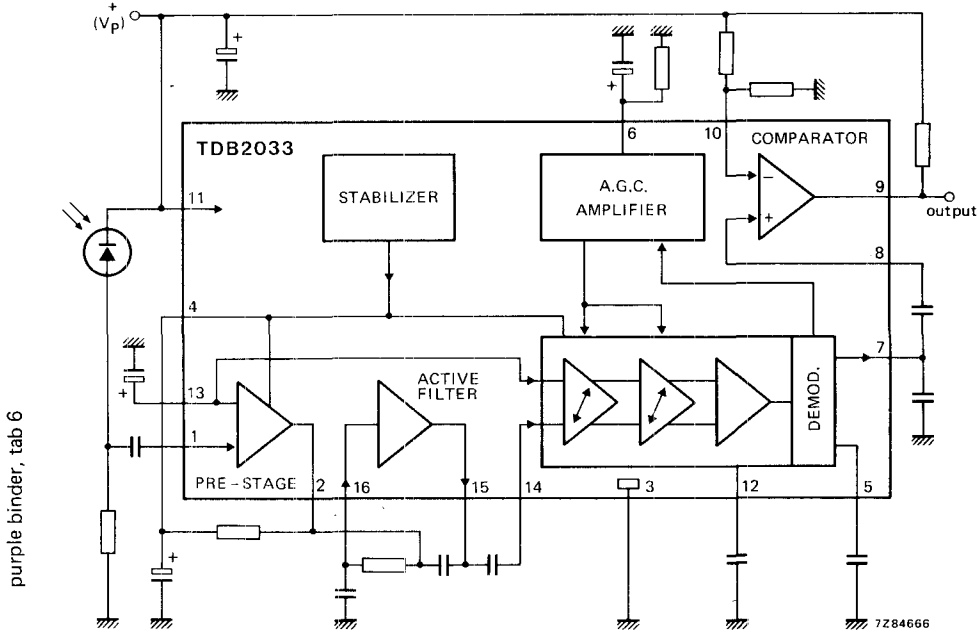 +
(Vp)
+
+
+
6
10
COMPARATOR
TDB2033
STABILIZER
A.G.C.
AMPLIFIER
−
+
9
output
11
8
4
7
+
13
ACTIVE
FILTER
DEMOD.
1
PRE-STAGE
2
16
15
14
3
12
5
+
7Z84666
purple binder, tab 6